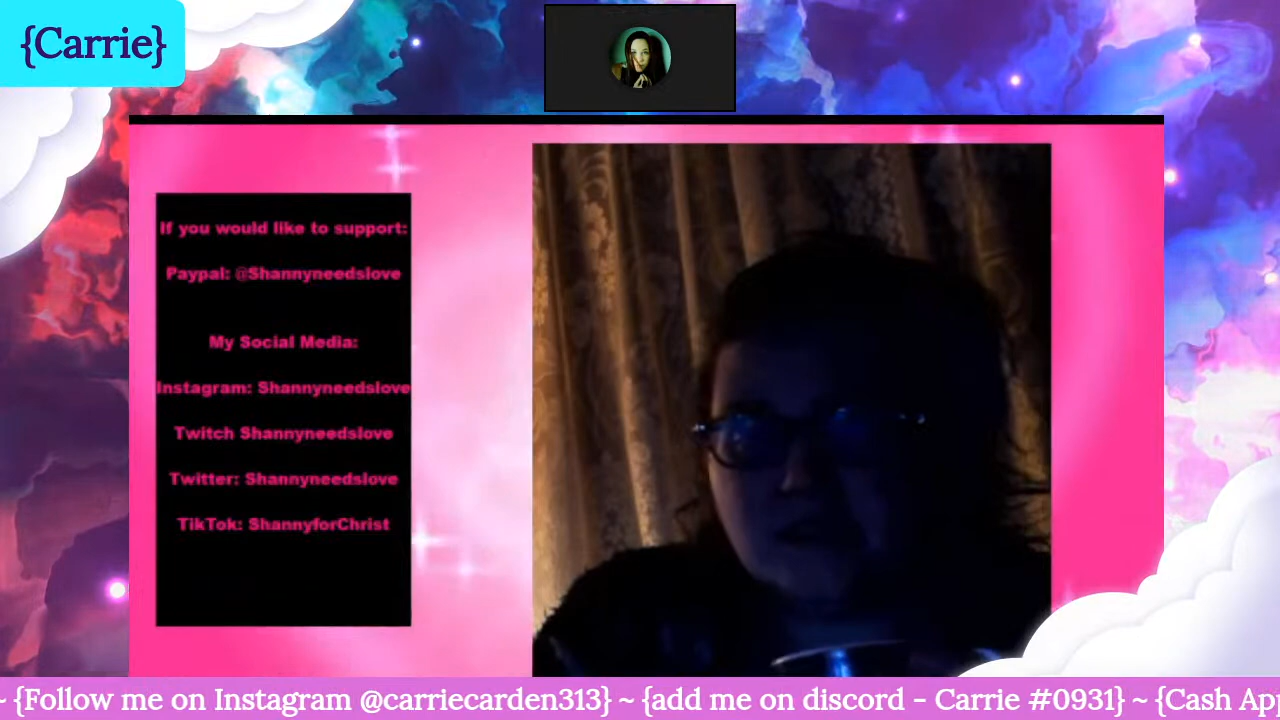 {Carrie}
If you would like to support:
Paypal: @Shannyneedslove
My Social Media:
Instagram: Shannyneedslove
Twitch Shannyneedslove
Twitter: Shannyneedslove
TikTok: ShannyforChrist
~ {Follow me on Instagram @carriecarden313} ~ {add me on discord - Carrie #0931} ~ {Cash App